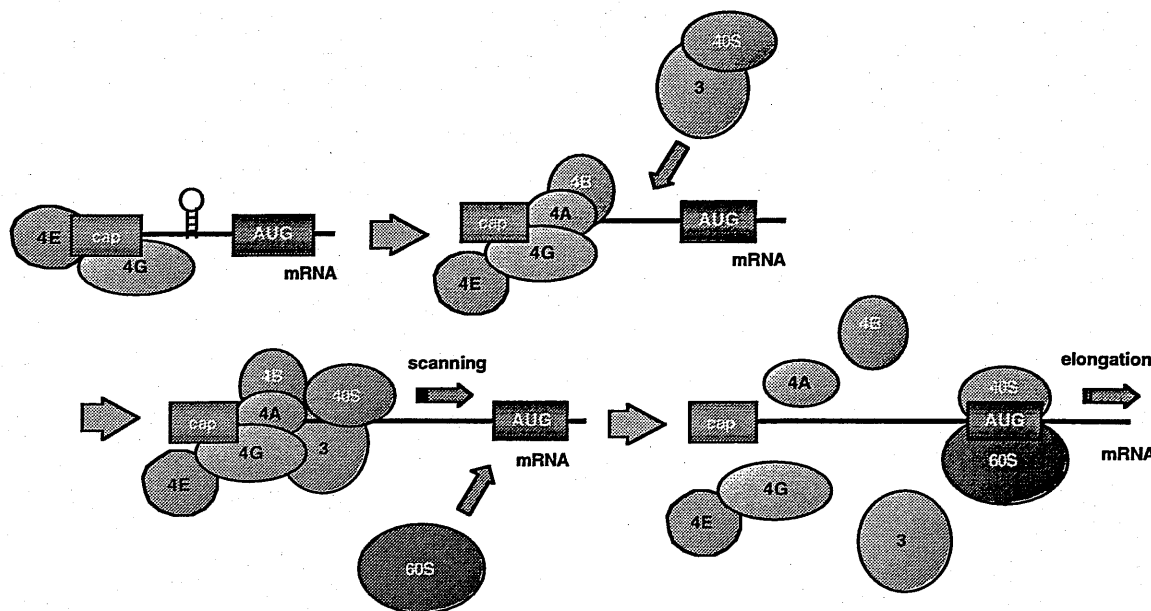 40S
3
4E
cap
4G
AUG
mRNA
4B
cap
4A
4G
4E
AUG
mRNA
scanning
4B
40S
cap
4A
4G
3
4E
AUG
mRNA
60S
elongation
4B
4A
40S
cap
AUG
60S
mRNA
4G
4E
3